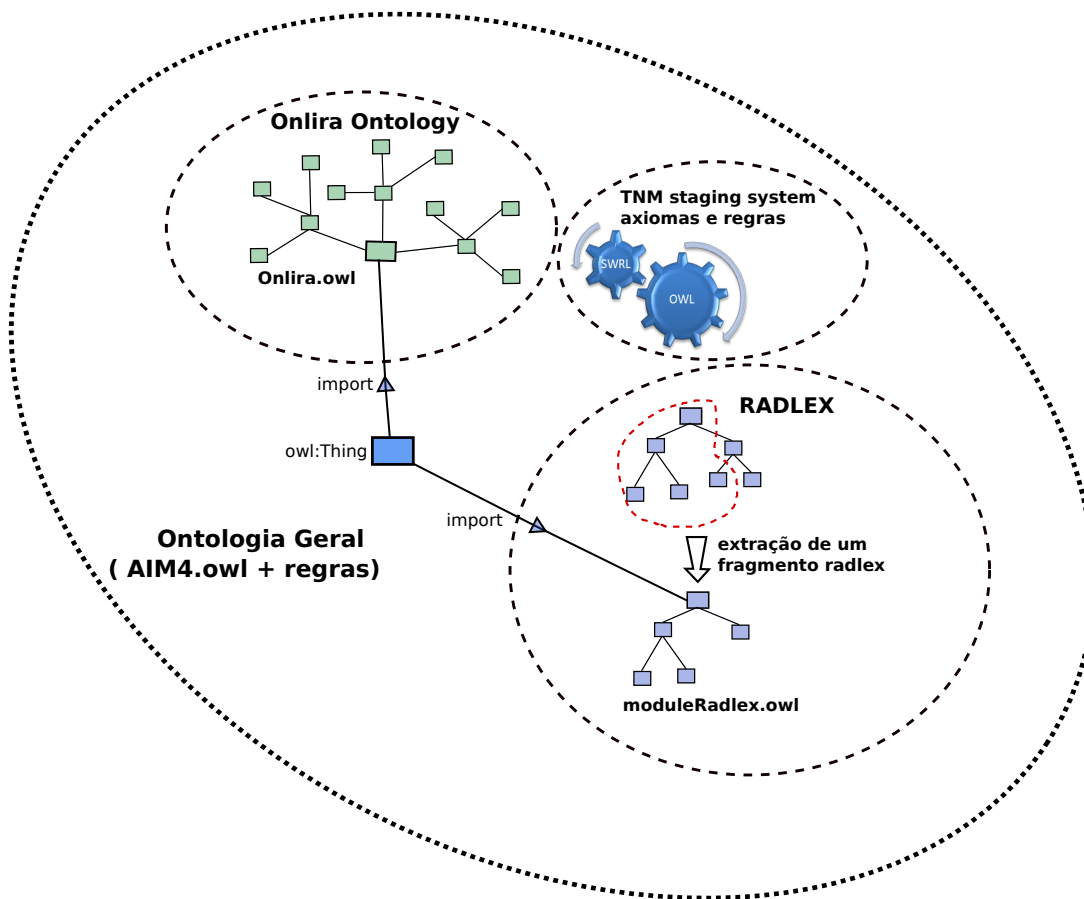 Onlira Ontology
Onlira.owl
TNM staging system
axiomas e regras
SWRL
OWL
import
owl:Thing
import
RADLEX
extração de um
fragmento radlex
moduleRadlex.owl
Ontologia Geral
( AIM4.owl + regras)